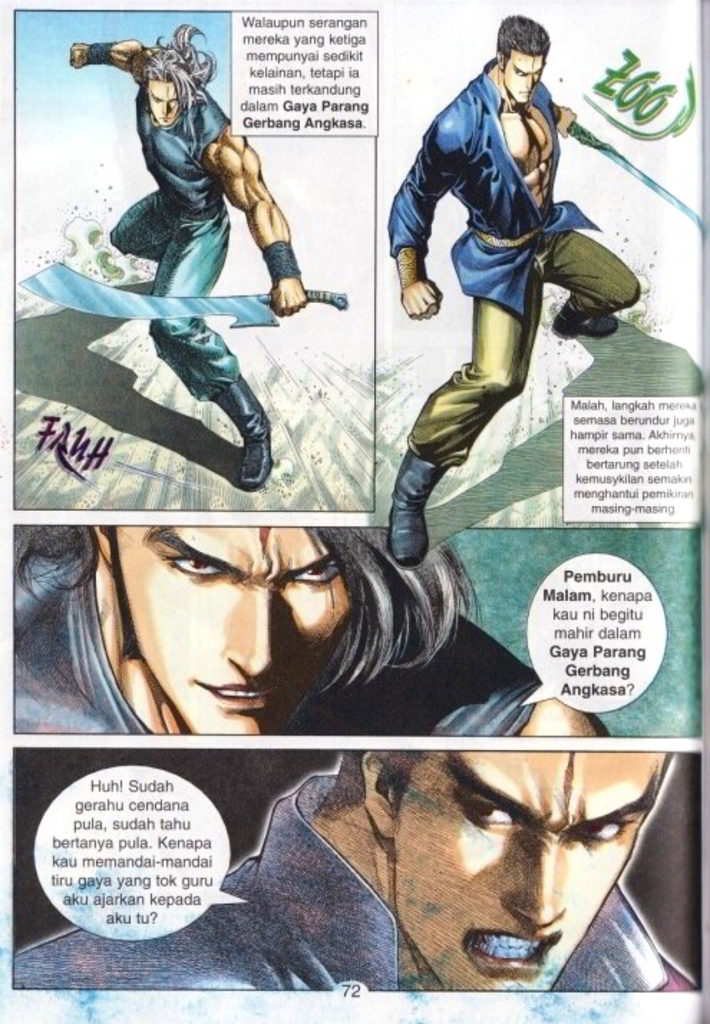 Walaupun serangan
mereka yang ketiga
mempunyai sedikit
kelainan, tetapi ia
masih terkandung
dalam Gaya Parang
Gerbang Angkasa.
ZOO
FAUH
Malah, langkah mereka
semasa berundur juga
hampir sama. Akhirnya,
mereka pun berhenti
bertarung setelah
kemusykilan semakin
menghantui pemikiran
masing-masing.
Pemburu
Malam, kenapa
kau ni begitu
mahir dalam
Gaya Parang
Gerbang
Angkasa?
Huh! Sudah
gerahu cendana
pula, sudah tahu
bertanya pula. Kenapa
kau memandai-mandai
tiru gaya yang tok guru
aku ajarkan kepada
aku tu?
72